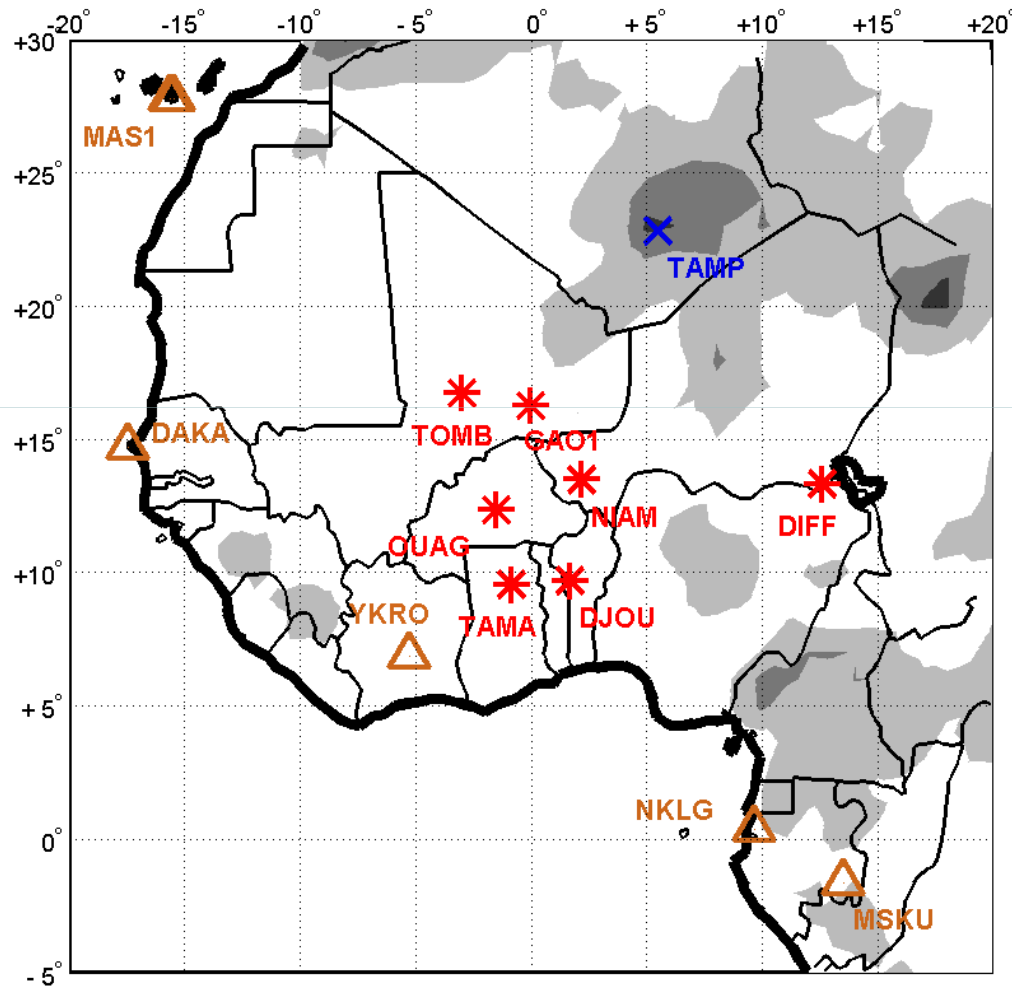 -20° -15° -10° - 5° 0° + 5° +10° +15° +20°
+30°
MAS1
+25°
TAMP
+20°
DAKA
TOMB
GAO1
+15°
NIAM
DIFF
OUAG
+10°
YKRO
TAMA
DJOU
+ 5°
NKLG
0°
MSKU
- 5°